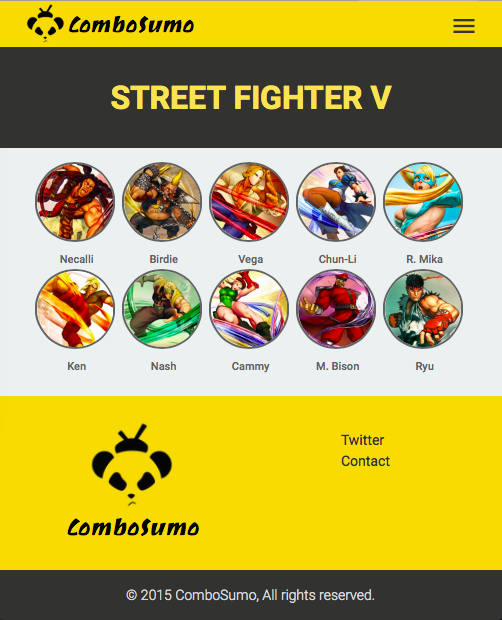 ComboSumo
STREET FIGHTER V
Necalli
Birdie
Vega
Chun-Li
R. Mika
Ken
Nash
Cammy
M. Bison
Ryu
ComboSumo
Twitter
Contact
© 2015 ComboSumo, All rights reserved.